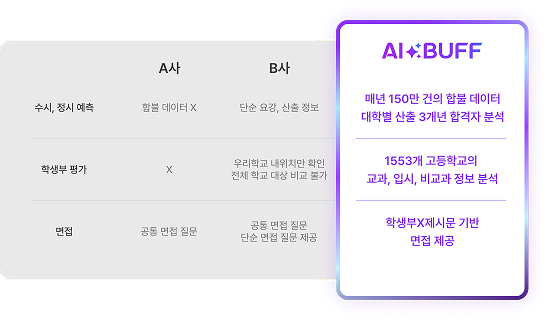 A사
B사
AI BUFF
수시, 정시 예측
합불 데이터 X
단순 요강, 산출 정보
매년 150만 건의 합불 데이터
대학별 산출 3개년 합격자 분석
학생부 평가
X
우리학교 내위치만 확인
전체 학교 대상 비교 불가
1553개 고등학교의
교과, 입시, 비교과 정보 분석
면접
공통 면접 질문
공통 면접 질문
단순 면접 질문 제공
학생부X제시문 기반
면접 제공